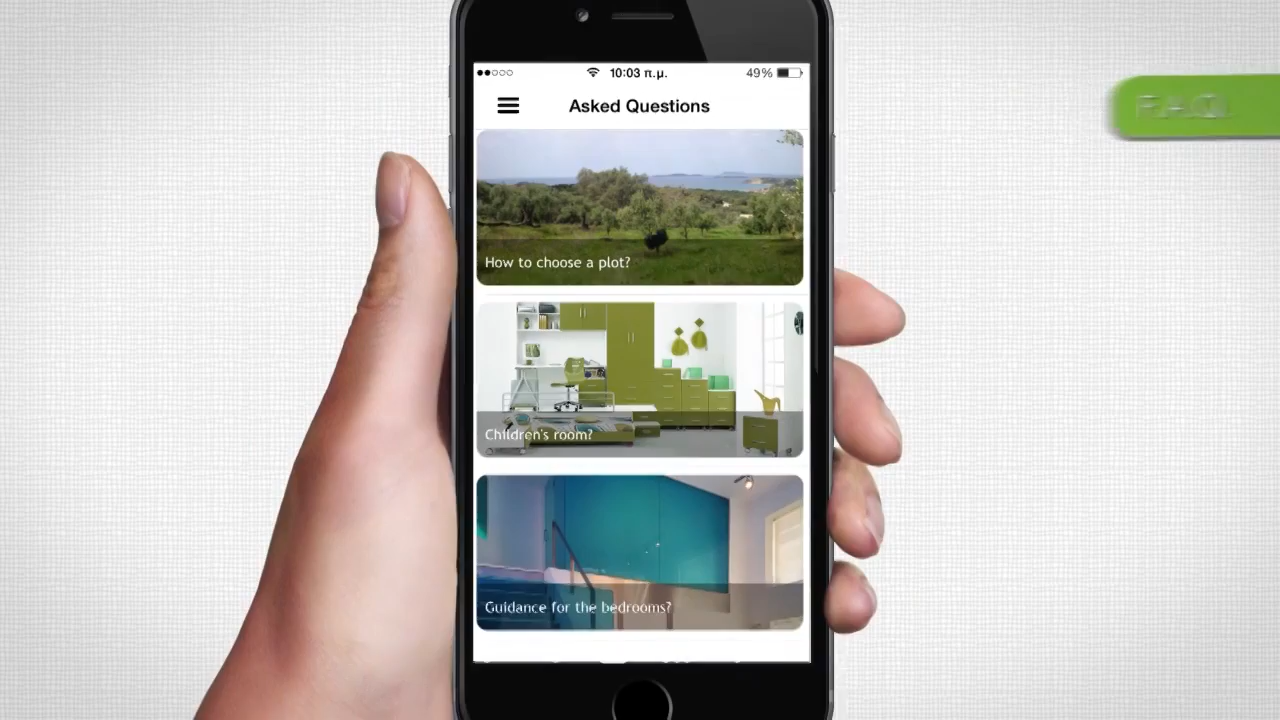 10:03 π.μ.
49%
Asked Questions
F.A.Q.
How to choose a plot?
Children's room?
Guidance for the bedrooms?